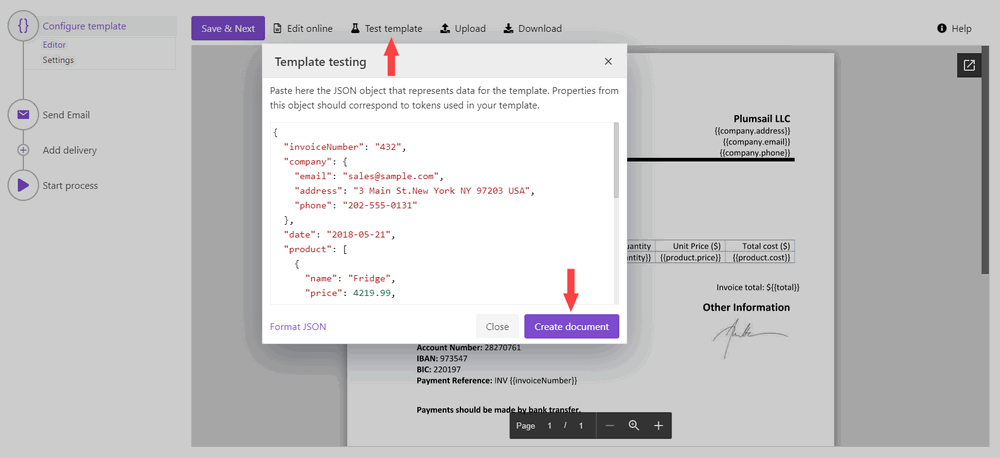 {} Configure template
Editor
Settings
Send Email
Add delivery
Start process
Save & Next
Edit online
Test template
Upload
Download
Help
Template testing
Paste here the JSON object that represents data for the template. Properties from
this object should correspond to tokens used in your template.
{
"invoiceNumber": "432",
"company": {
"email": "sales@sample.com",
"address": "3 Main St.New York NY 97203 USA",
"phone": "202-555-0131"
},
"date": "2018-05-21",
"product": [
{
"name": "Fridge",
"price": 4219.99,
Format JSON
Close
Create document
Plumsail LLC
{{company.address}}
{{company.email}}
{{company.phone}}
Unit Price ($) Total cost ($)
{{product.price}} {{product.cost}}
Invoice total: ${{total}}
Other Information
Account Number: 28270761
IBAN: 973547
BIC: 220197
Payment Reference: INV {{invoiceNumber}}
Payments should be made by bank transfer.
Page 1 / 1